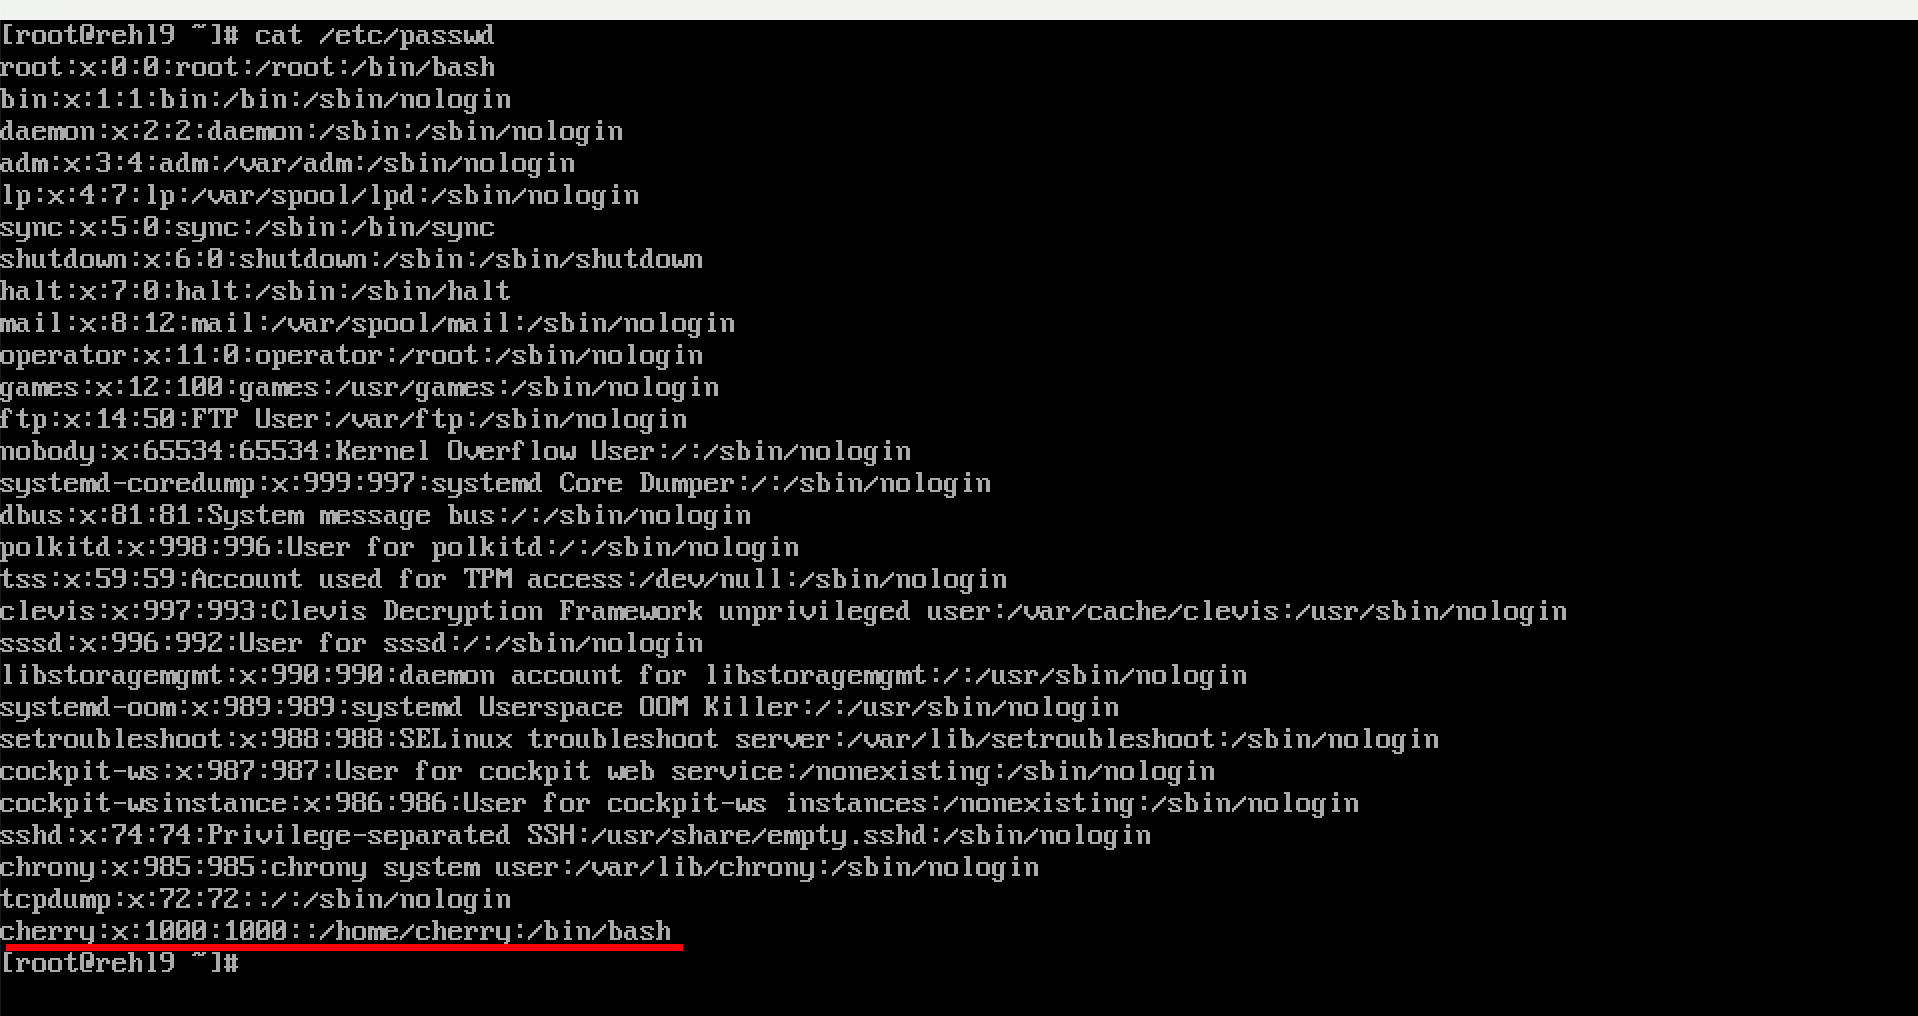 [root@rehl9 ~]# cat /etc/passwd
root:x:0:0:root:/root:/bin/bash
bin:x:1:1:bin:/bin:/sbin/nologin
daemon:x:2:2:daemon:/sbin:/sbin/nologin
adm:x:3:4:adm:/var/adm:/sbin/nologin
lp:x:4:7:lp:/var/spool/lpd:/sbin/nologin
sync:x:5:0:sync:/sbin:/bin/sync
shutdown:x:6:0:shutdown:/sbin:/sbin/shutdown
halt:x:7:0:halt:/sbin:/sbin/halt
mail:x:8:12:mail:/var/spool/mail:/sbin/nologin
operator:x:11:0:operator:/root:/sbin/nologin
games:x:12:100:games:/usr/games:/sbin/nologin
ftp:x:14:50:FTP User:/var/ftp:/sbin/nologin
nobody:x:65534:65534:Kernel Overflow User:/:/sbin/nologin
systemd-coredump:x:999:997:systemd Core Dumper:/:/sbin/nologin
dbus:x:81:81:System message bus:/:/sbin/nologin
polkitd:x:998:996:User for polkitd:/:/sbin/nologin
tss:x:59:59:Account used for TPM access:/dev/null:/sbin/nologin
clevis:x:997:993:Clevis Decryption Framework unprivileged user:/var/cache/clevis:/usr/sbin/nologin
sssd:x:996:992:User for sssd:/:/sbin/nologin
libstoragemgmt:x:990:990:daemon account for libstoragemgmt:/:/usr/sbin/nologin
systemd-oom:x:989:989:systemd Userspace OOM Killer:/:/usr/sbin/nologin
setroubleshoot:x:988:988:SELinux troubleshoot server:/var/lib/setroubleshoot:/sbin/nologin
cockpit-ws:x:987:987:User for cockpit web service:/nonexisting:/sbin/nologin
cockpit-wsinstance:x:986:986:User for cockpit-ws instances:/nonexisting:/sbin/nologin
sshd:x:74:74:Privilege-separated SSH:/usr/share/empty.sshd:/sbin/nologin
chrony:x:985:985:chrony system user:/var/lib/chrony:/sbin/nologin
tcpdump:x:72:72::/:/sbin/nologin
cherry:x:1000:1000::/home/cherry:/bin/bash
[root@rehl9 ~]#